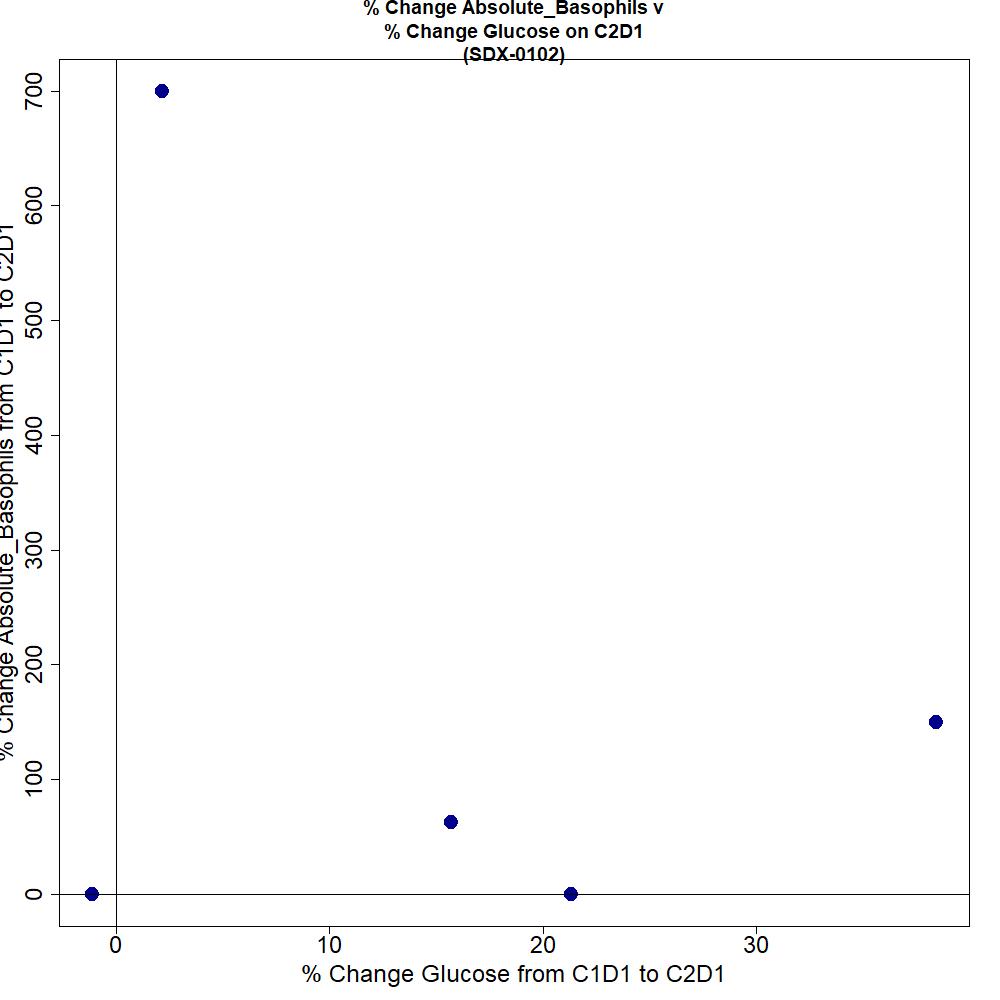 % Change Absolute_Basophils v
% Change Glucose on C2D1
(SDX-0102)
700
600
500
400
300
200
100
0
% Change Absolute_Basophils from C1D1 to C2D1
0 10 20 30
% Change Glucose from C1D1 to C2D1